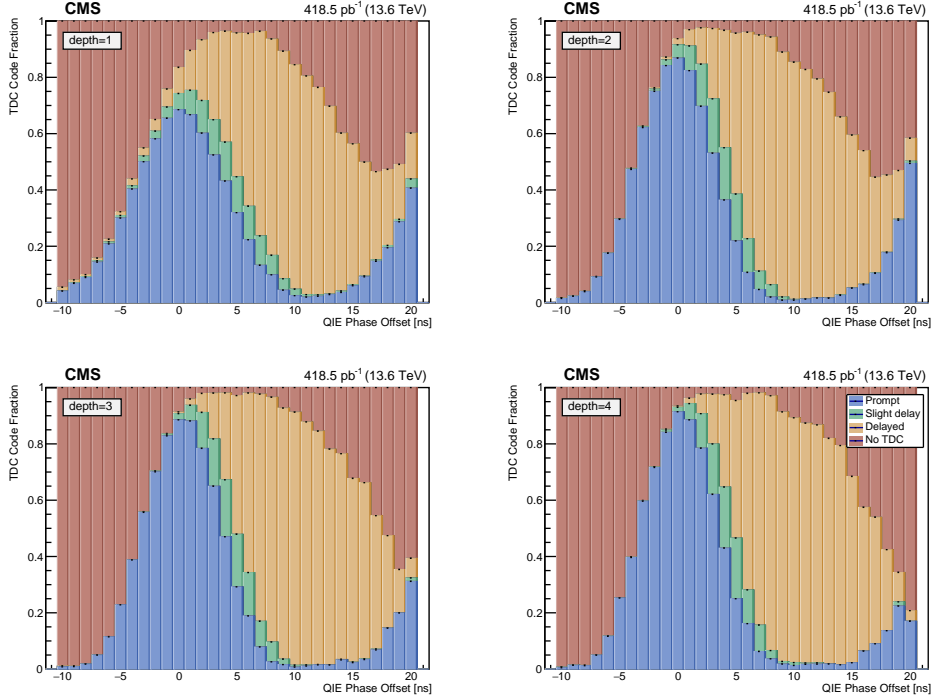 CMS 418.5 pb⁻¹ (13.6 TeV)
TDC Code Fraction
depth=1
1
0.8
0.6
0.4
0.2
0
−10 −5 0 5 10 15 20
QIE Phase Offset [ns]
CMS 418.5 pb⁻¹ (13.6 TeV)
TDC Code Fraction
depth=2
1
0.8
0.6
0.4
0.2
0
−10 −5 0 5 10 15 20
QIE Phase Offset [ns]
CMS 418.5 pb⁻¹ (13.6 TeV)
TDC Code Fraction
depth=3
1
0.8
0.6
0.4
0.2
0
−10 −5 0 5 10 15 20
QIE Phase Offset [ns]
CMS 418.5 pb⁻¹ (13.6 TeV)
TDC Code Fraction
depth=4
Prompt
Slight delay
Delayed
No TDC
1
0.8
0.6
0.4
0.2
0
−10 −5 0 5 10 15 20
QIE Phase Offset [ns]